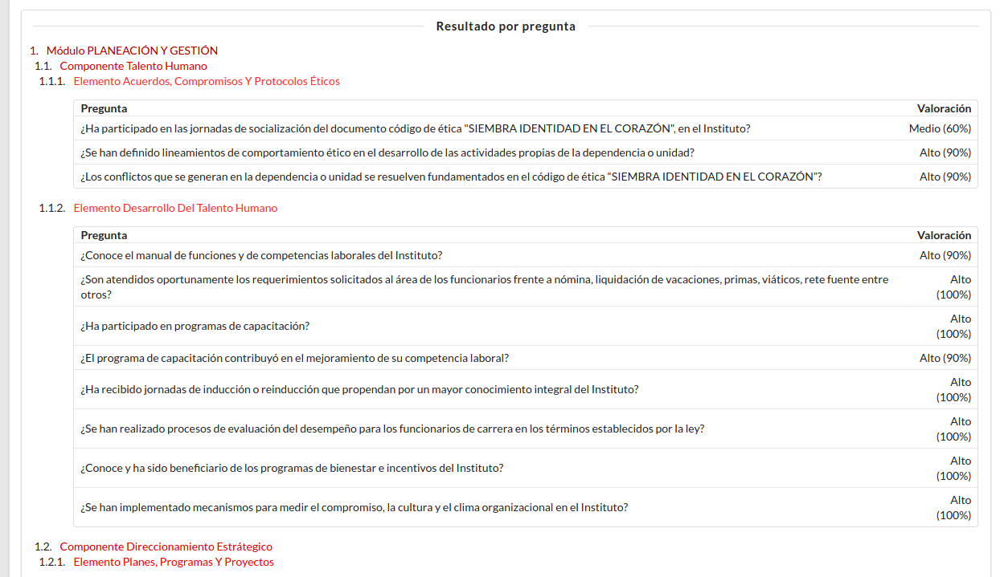 Resultado por pregunta
1. Módulo PLANEACIÓN Y GESTIÓN
1.1. Componente Talento Humano
1.1.1. Elemento Acuerdos, Compromisos Y Protocolos Éticos
Pregunta Valoración
¿Ha participado en las jornadas de socialización del documento código de ética "SIEMBRA IDENTIDAD EN EL CORAZÓN", en el Instituto? Medio (60%)
¿Se han definido lineamientos de comportamiento ético en el desarrollo de las actividades propias de la dependencia o unidad? Alto (90%)
¿Los conflictos que se generan en la dependencia o unidad se resuelven fundamentados en el código de ética “SIEMBRA IDENTIDAD EN EL CORAZÓN”? Alto (90%)
1.1.2. Elemento Desarrollo Del Talento Humano
Pregunta Valoración
¿Conoce el manual de funciones y de competencias laborales del Instituto? Alto (90%)
¿Son atendidos oportunamente los requerimientos solicitados al área de los funcionarios frente a nómina, liquidación de vacaciones, primas, viáticos, rete fuente entre Alto
otros? (100%)
¿Ha participado en programas de capacitación? Alto
(100%)
¿El programa de capacitación contribuyó en el mejoramiento de su competencia laboral? Alto (90%)
¿Ha recibido jornadas de inducción o reinducción que propendan por un mayor conocimiento integral del Instituto? Alto
(100%)
¿Se han realizado procesos de evaluación del desempeño para los funcionarios de carrera en los términos establecidos por la ley? Alto
(100%)
¿Conoce y ha sido beneficiario de los programas de bienestar e incentivos del Instituto? Alto
(100%)
¿Se han implementado mecanismos para medir el compromiso, la cultura y el clima organizacional en el Instituto? Alto
(100%)
1.2. Componente Direccionamiento Estrátegico
1.2.1. Elemento Planes, Programas Y Proyectos